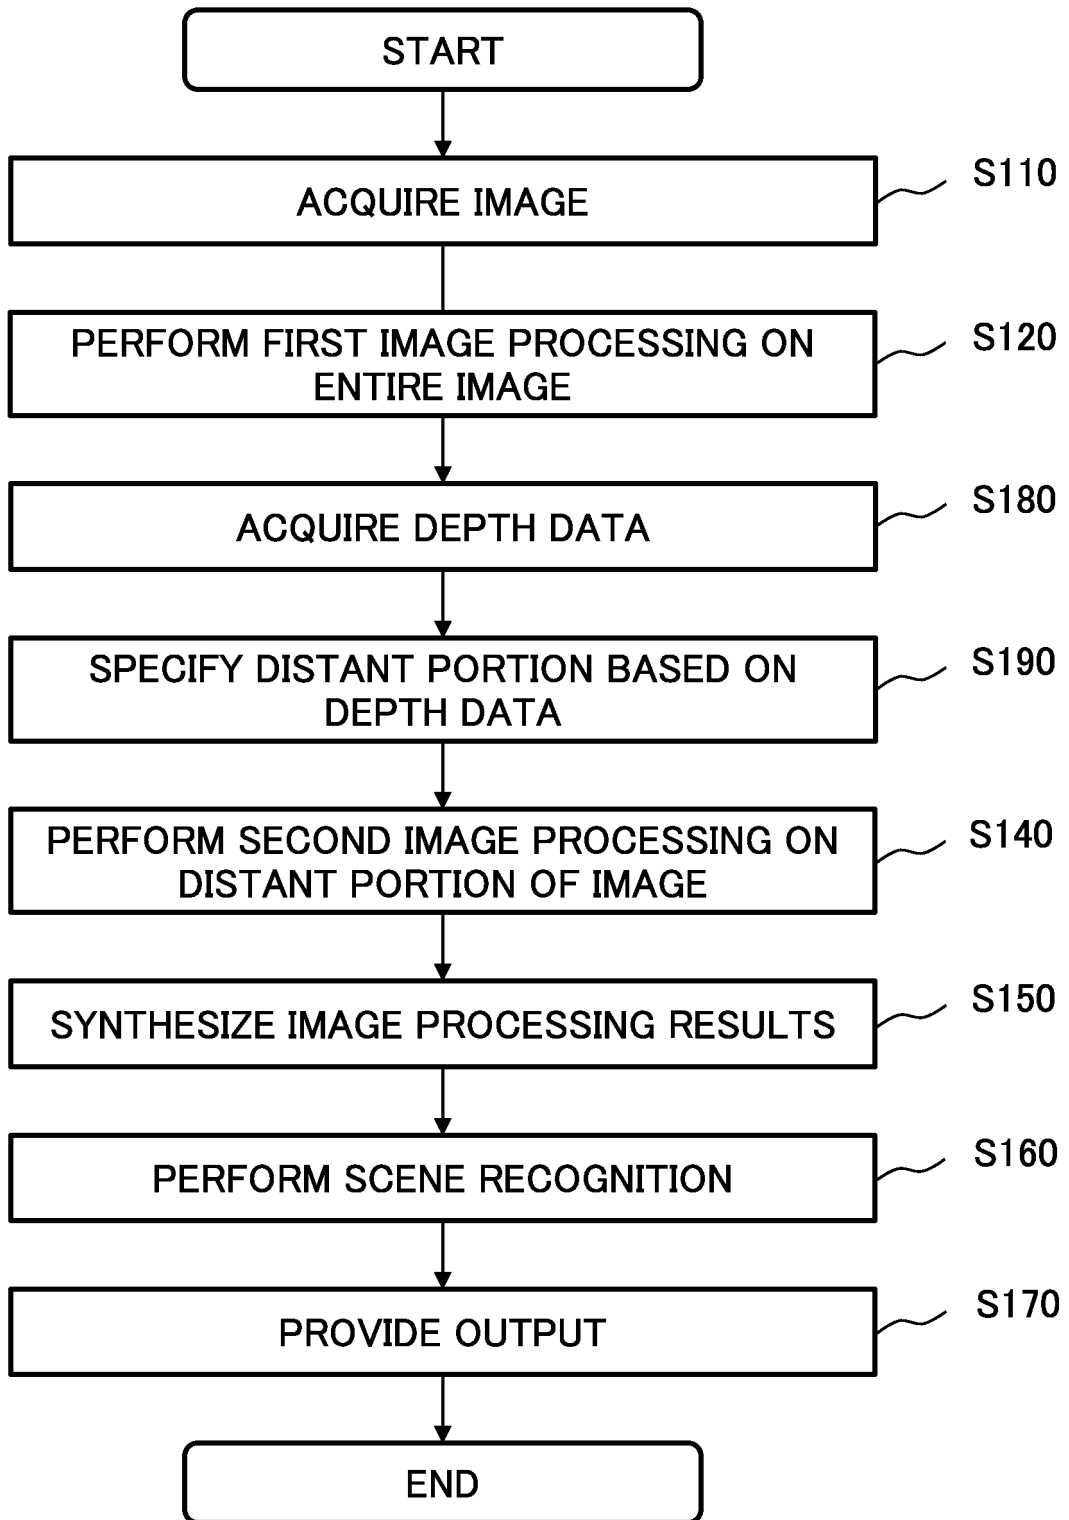 START
ACQUIRE IMAGE
S110
PERFORM FIRST IMAGE PROCESSING ON
ENTIRE IMAGE
S120
ACQUIRE DEPTH DATA
S180
SPECIFY DISTANT PORTION BASED ON
DEPTH DATA
S190
PERFORM SECOND IMAGE PROCESSING ON
DISTANT PORTION OF IMAGE
S140
SYNTHESIZE IMAGE PROCESSING RESULTS
S150
PERFORM SCENE RECOGNITION
S160
PROVIDE OUTPUT
S170
END